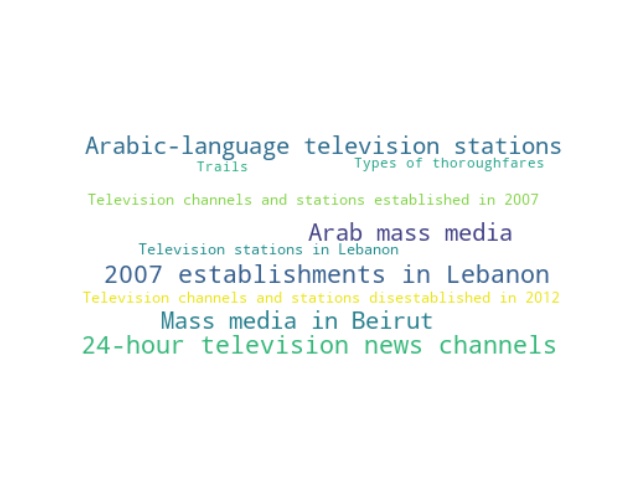 Arabic-language television stations
Trails
Types of thoroughfares
Television channels and stations established in 2007
Arab mass media
Television stations in Lebanon
2007 establishments in Lebanon
Television channels and stations disestablished in 2012
Mass media in Beirut
24-hour television news channels